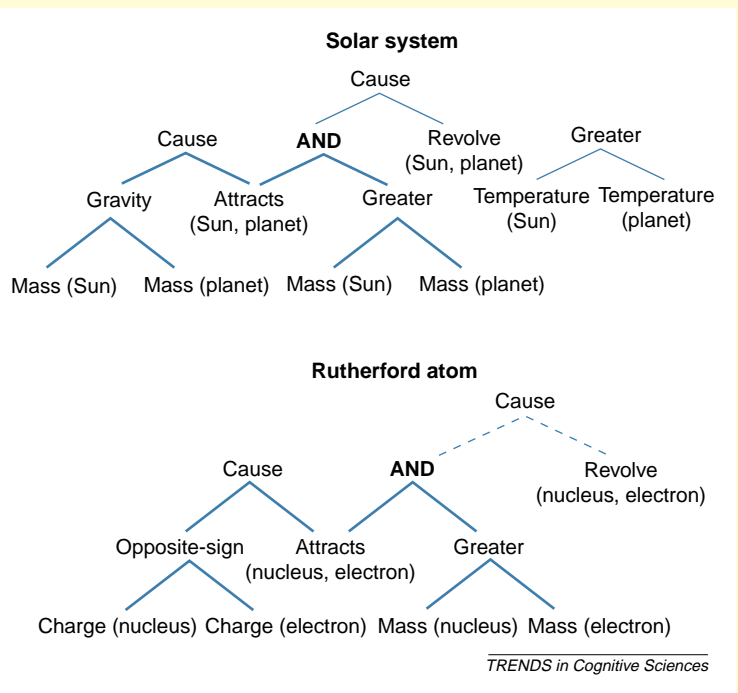 Solar system
Cause
Cause AND Revolve Greater
(Sun, planet)
Gravity Attracts Greater Temperature Temperature
(Sun, planet) (Sun) (planet)
Mass (Sun) Mass (planet) Mass (Sun) Mass (planet)
Rutherford atom
Cause
Cause AND Revolve
(nucleus, electron)
Opposite-sign Attracts Greater
(nucleus, electron)
Charge (nucleus) Charge (electron) Mass (nucleus) Mass (electron)
TRENDS in Cognitive Sciences